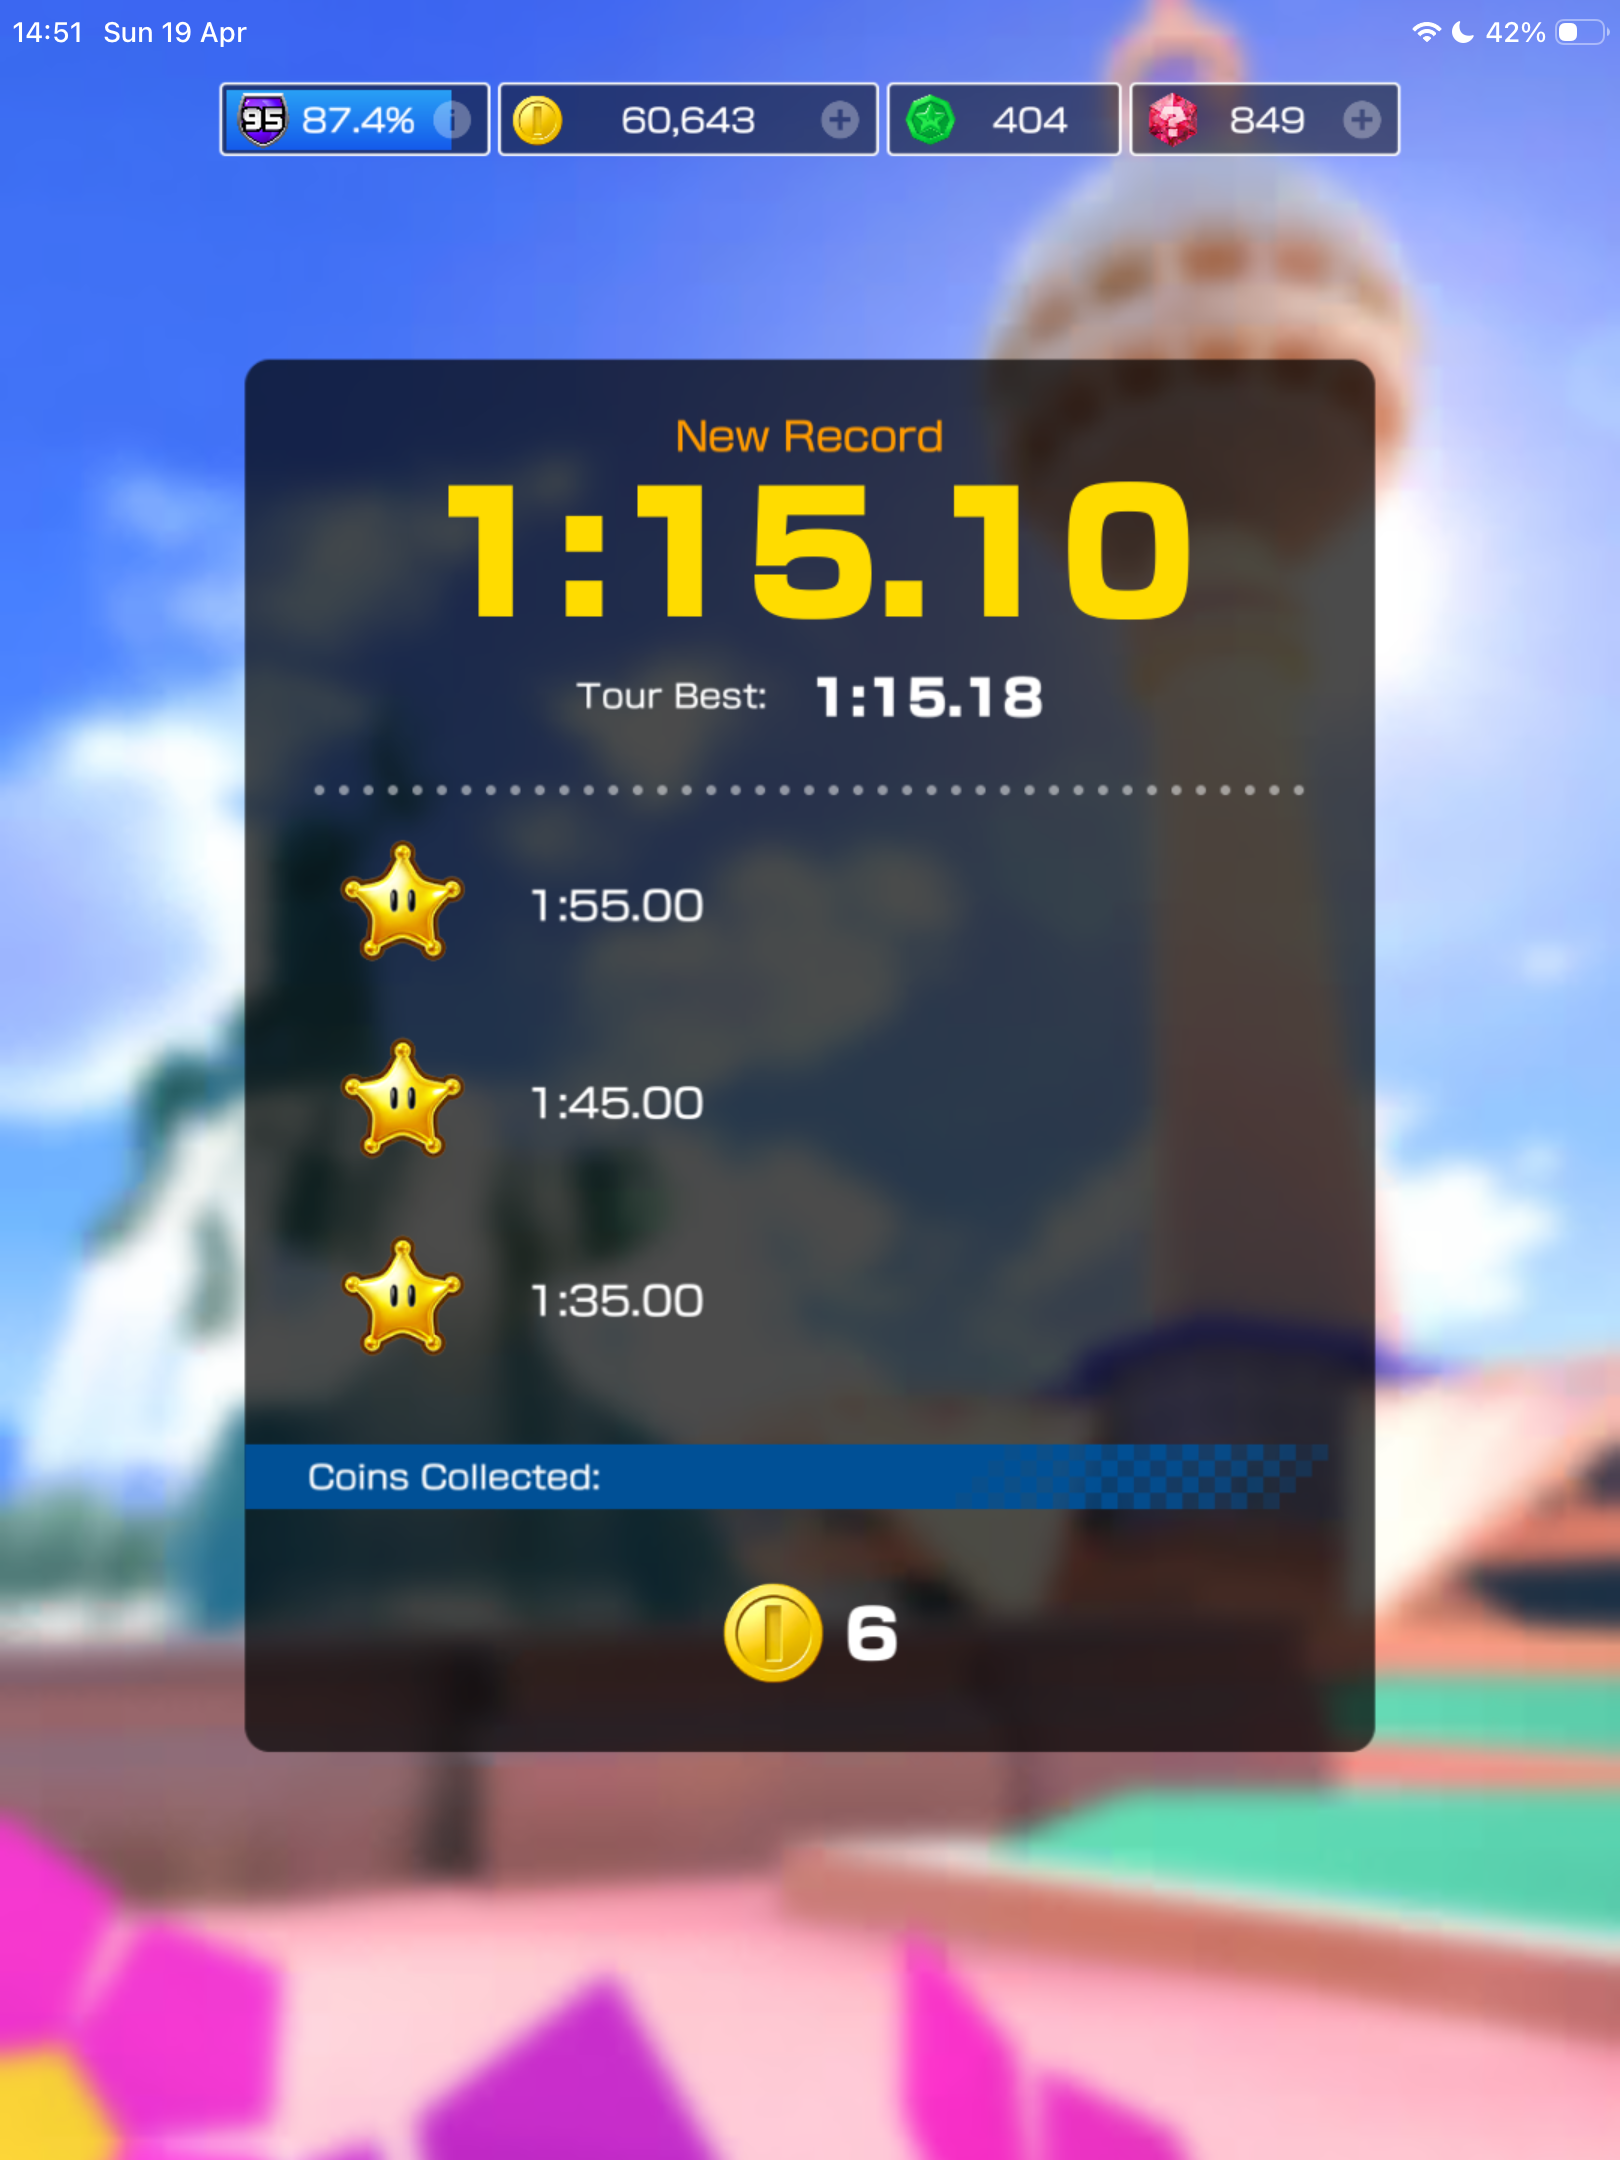 14:51 Sun 19 Apr 42%
95 87.4% i 60,643 + 404 ? 849 +
New Record
1:15.10
Tour Best: 1:15.18
1:55.00
1:45.00
1:35.00
Coins Collected:
6